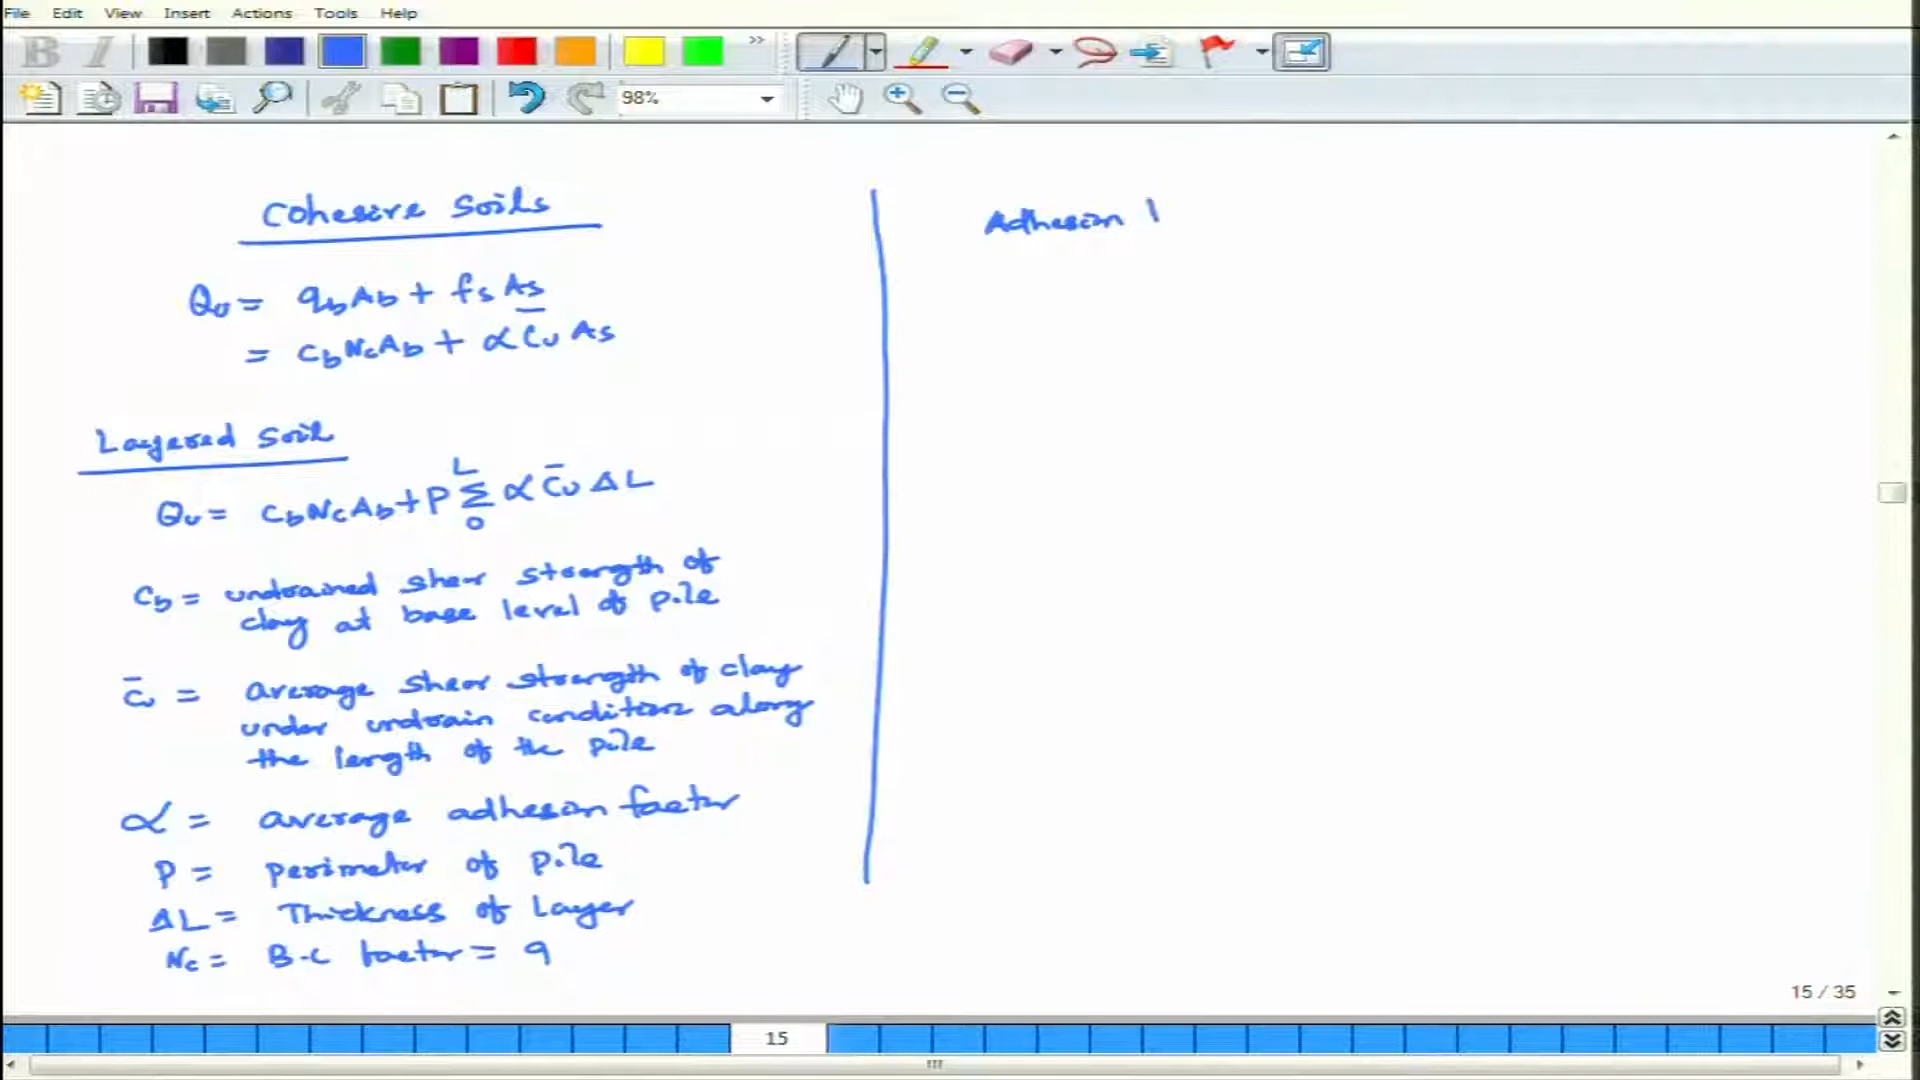 File Edit View Insert Actions Tools Help
B I
98%
Cohesive Soils
Qu = qbAb + fs As
= cbNcAb + α c̄u As
Layered Soil
Qu = cbNcAb + P Σ₀ᴸ α c̄u ΔL
cb = undrained shear strength of
clay at base level of pile
c̄u = average shear strength of clay
under undrain condition along
the length of the pile
α = average adhesion factor
P = perimeter of pile
ΔL = Thickness of Layer
Nc = B.C factor = 9
Adhesion
15 / 35
15